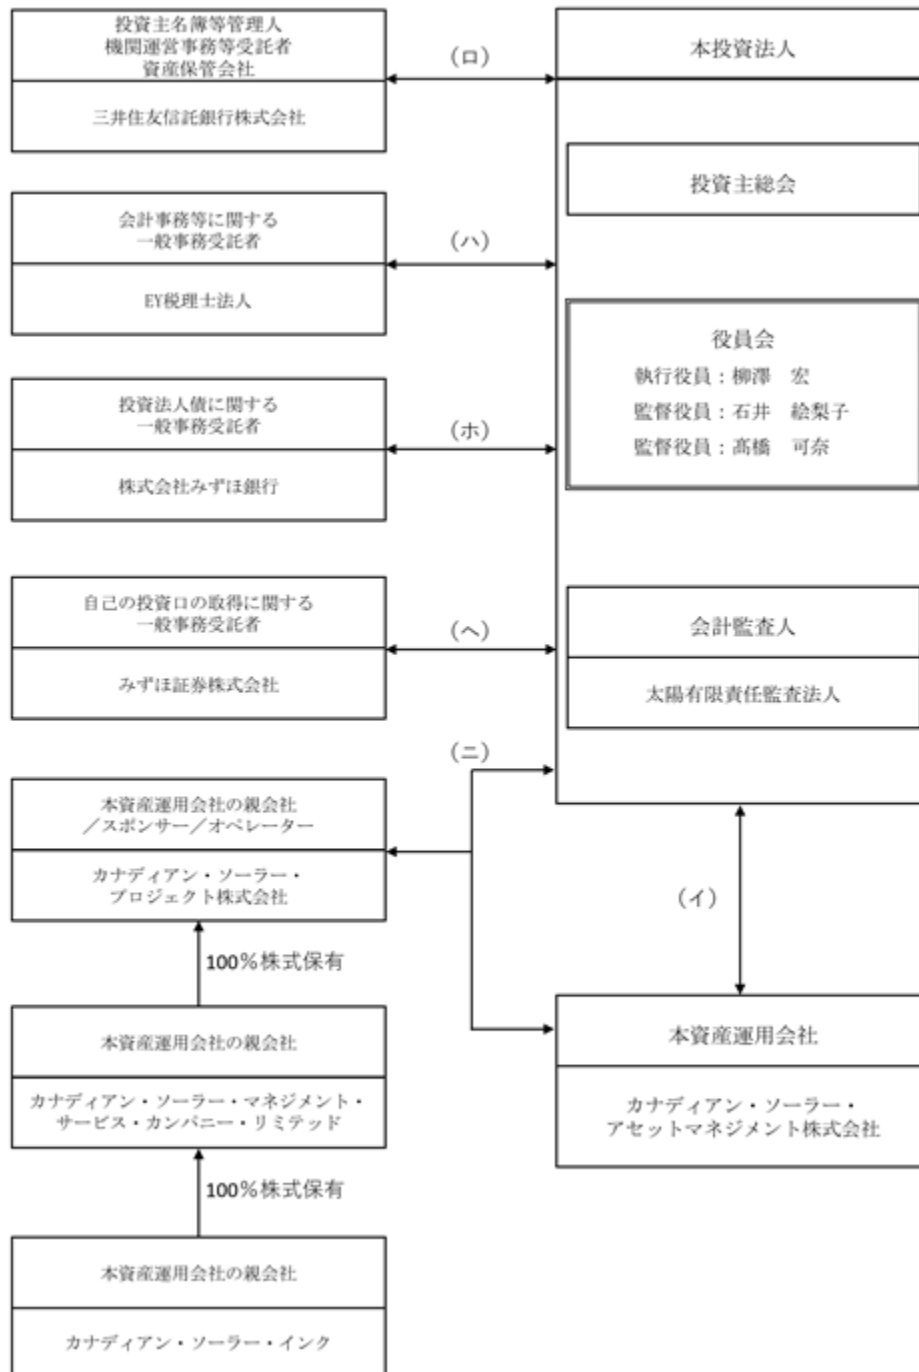 投資主名簿等管理人
機関運営事務等受託者
資産保管会社
三井住友信託銀行株式会社
(ロ)
本投資法人
投資主総会
会計事務等に関する
一般事務受託者
EY税理士法人
(ハ)
役員会
執行役員:柳澤 宏
監督役員:石井 絵梨子
監督役員:髙橋 可奈
投資法人債に関する
一般事務受託者
株式会社みずほ銀行
(ホ)
自己の投資口の取得に関する
一般事務受託者
みずほ証券株式会社
(ヘ)
会計監査人
太陽有限責任監査法人
(ニ)
本資産運用会社の親会社
/スポンサー/オペレーター
カナディアン・ソーラー・
プロジェクト株式会社
(イ)
100%株式保有
本資産運用会社の親会社
カナディアン・ソーラー・マネジメント・
サービス・カンパニー・リミテッド
本資産運用会社
カナディアン・ソーラー・
アセットマネジメント株式会社
100%株式保有
本資産運用会社の親会社
カナディアン・ソーラー・インク